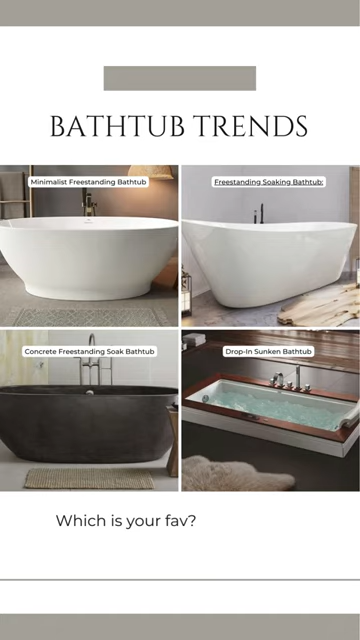 BATHTUB TRENDS
Minimalist Freestanding Bathtub
Freestanding Soaking Bathtub:
Concrete Freestanding Soak Bathtub
Drop-In Sunken Bathtub
Which is your fav?